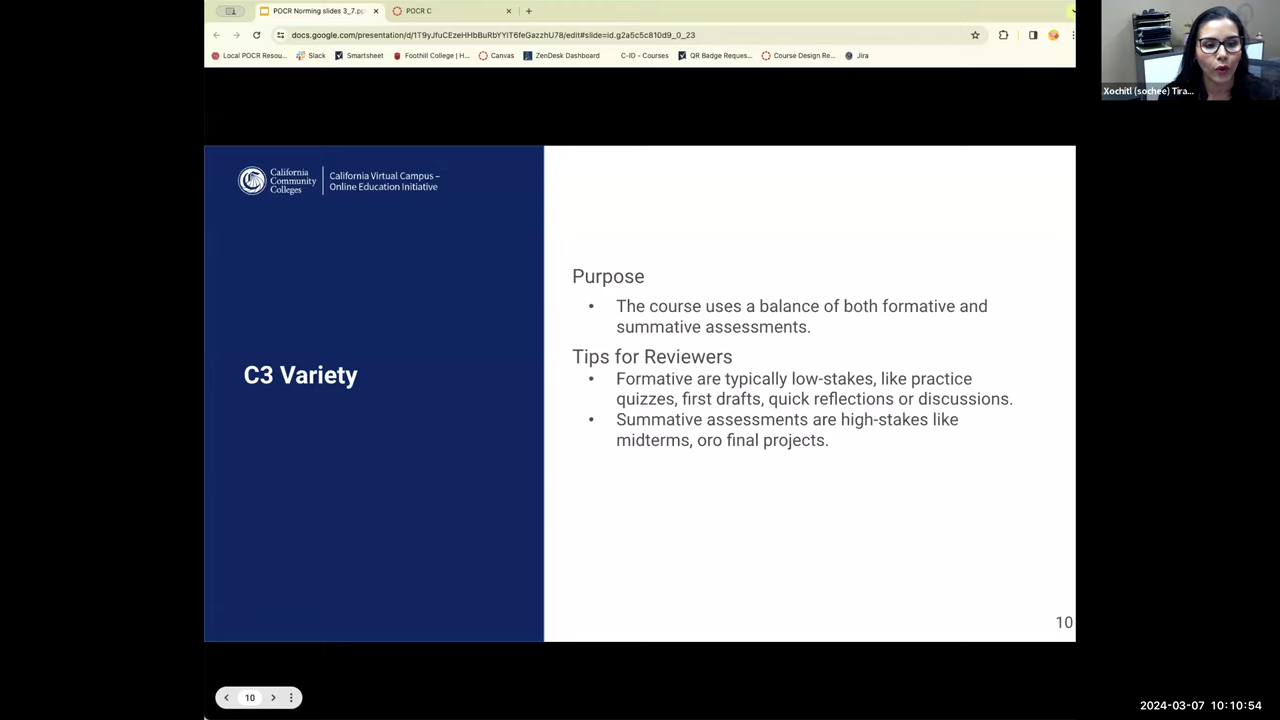 POCR Norming slides 3_7.pp
POCR C
docs.google.com/presentation/d/1T9yJfuCEzeHHbBuRbYYlT6feGazzhU78/edit#slide=id.g2a5c5c810d9_0_23
Local POCR Resou...
Slack
Smartsheet
Foothill College | H...
Canvas
ZenDesk Dashboard
C-ID - Courses
QR Badge Reques...
Course Design Re...
Jira
Xochitl (sochee) Tira...
California
Community
Colleges
California Virtual Campus –
Online Education Initiative
C3 Variety
Purpose
• The course uses a balance of both formative and
summative assessments.
Tips for Reviewers
• Formative are typically low-stakes, like practice
quizzes, first drafts, quick reflections or discussions.
• Summative assessments are high-stakes like
midterms, oro final projects.
10
10
2024-03-07 10:10:54